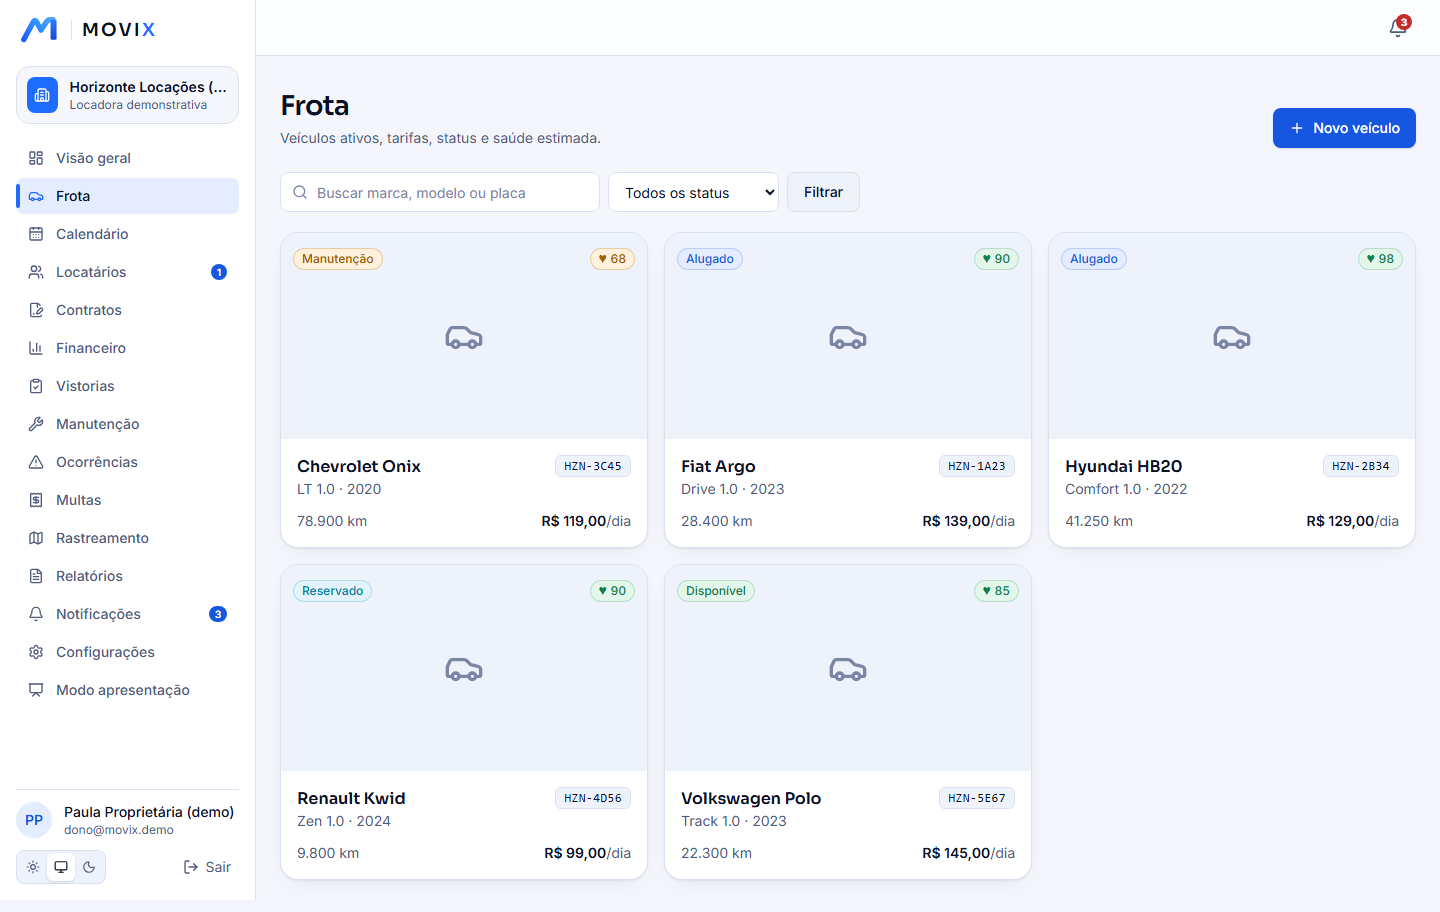 MOVIX
Horizonte Locações (...
Locadora demonstrativa
Visão geral
Frota
Calendário
Locatários 1
Contratos
Financeiro
Vistorias
Manutenção
Ocorrências
Multas
Rastreamento
Relatórios
Notificações 3
Configurações
Modo apresentação
PP
Paula Proprietária (demo)
dono@movix.demo
Sair
3
Frota
Veículos ativos, tarifas, status e saúde estimada.
+ Novo veículo
Buscar marca, modelo ou placa
Todos os status
Filtrar
Manutenção ♥ 68
Chevrolet Onix HZN-3C45
LT 1.0 · 2020
78.900 km R$ 119,00/dia
Alugado ♥ 90
Fiat Argo HZN-1A23
Drive 1.0 · 2023
28.400 km R$ 139,00/dia
Alugado ♥ 98
Hyundai HB20 HZN-2B34
Comfort 1.0 · 2022
41.250 km R$ 129,00/dia
Reservado ♥ 90
Renault Kwid HZN-4D56
Zen 1.0 · 2024
9.800 km R$ 99,00/dia
Disponível ♥ 85
Volkswagen Polo HZN-5E67
Track 1.0 · 2023
22.300 km R$ 145,00/dia